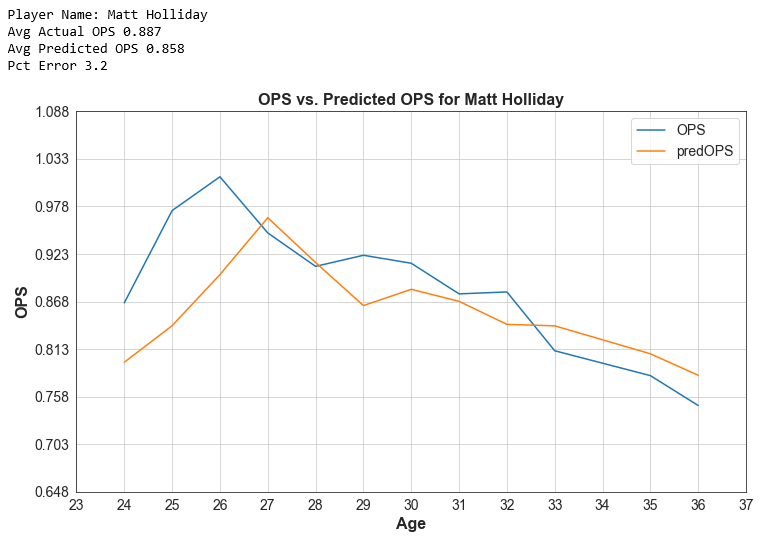 Player Name: Matt Holliday
Avg Actual OPS 0.887
Avg Predicted OPS 0.858
Pct Error 3.2
OPS vs. Predicted OPS for Matt Holliday
OPS
predOPS
1.088
1.033
0.978
0.923
0.868
0.813
0.758
0.703
0.648
OPS
23 24 25 26 27 28 29 30 31 32 33 34 35 36 37
Age